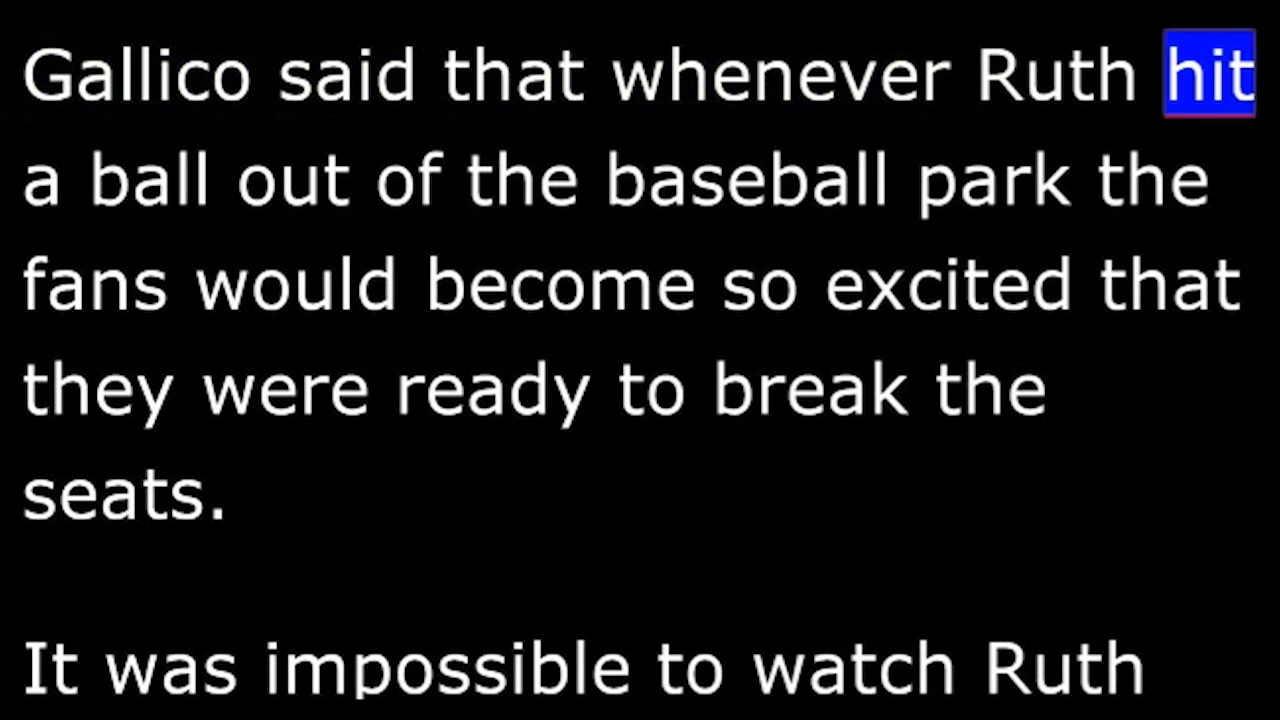 Gallico said that whenever Ruth hit
a ball out of the baseball park the
fans would become so excited that
they were ready to break the
seats.
It was impossible to watch Ruth